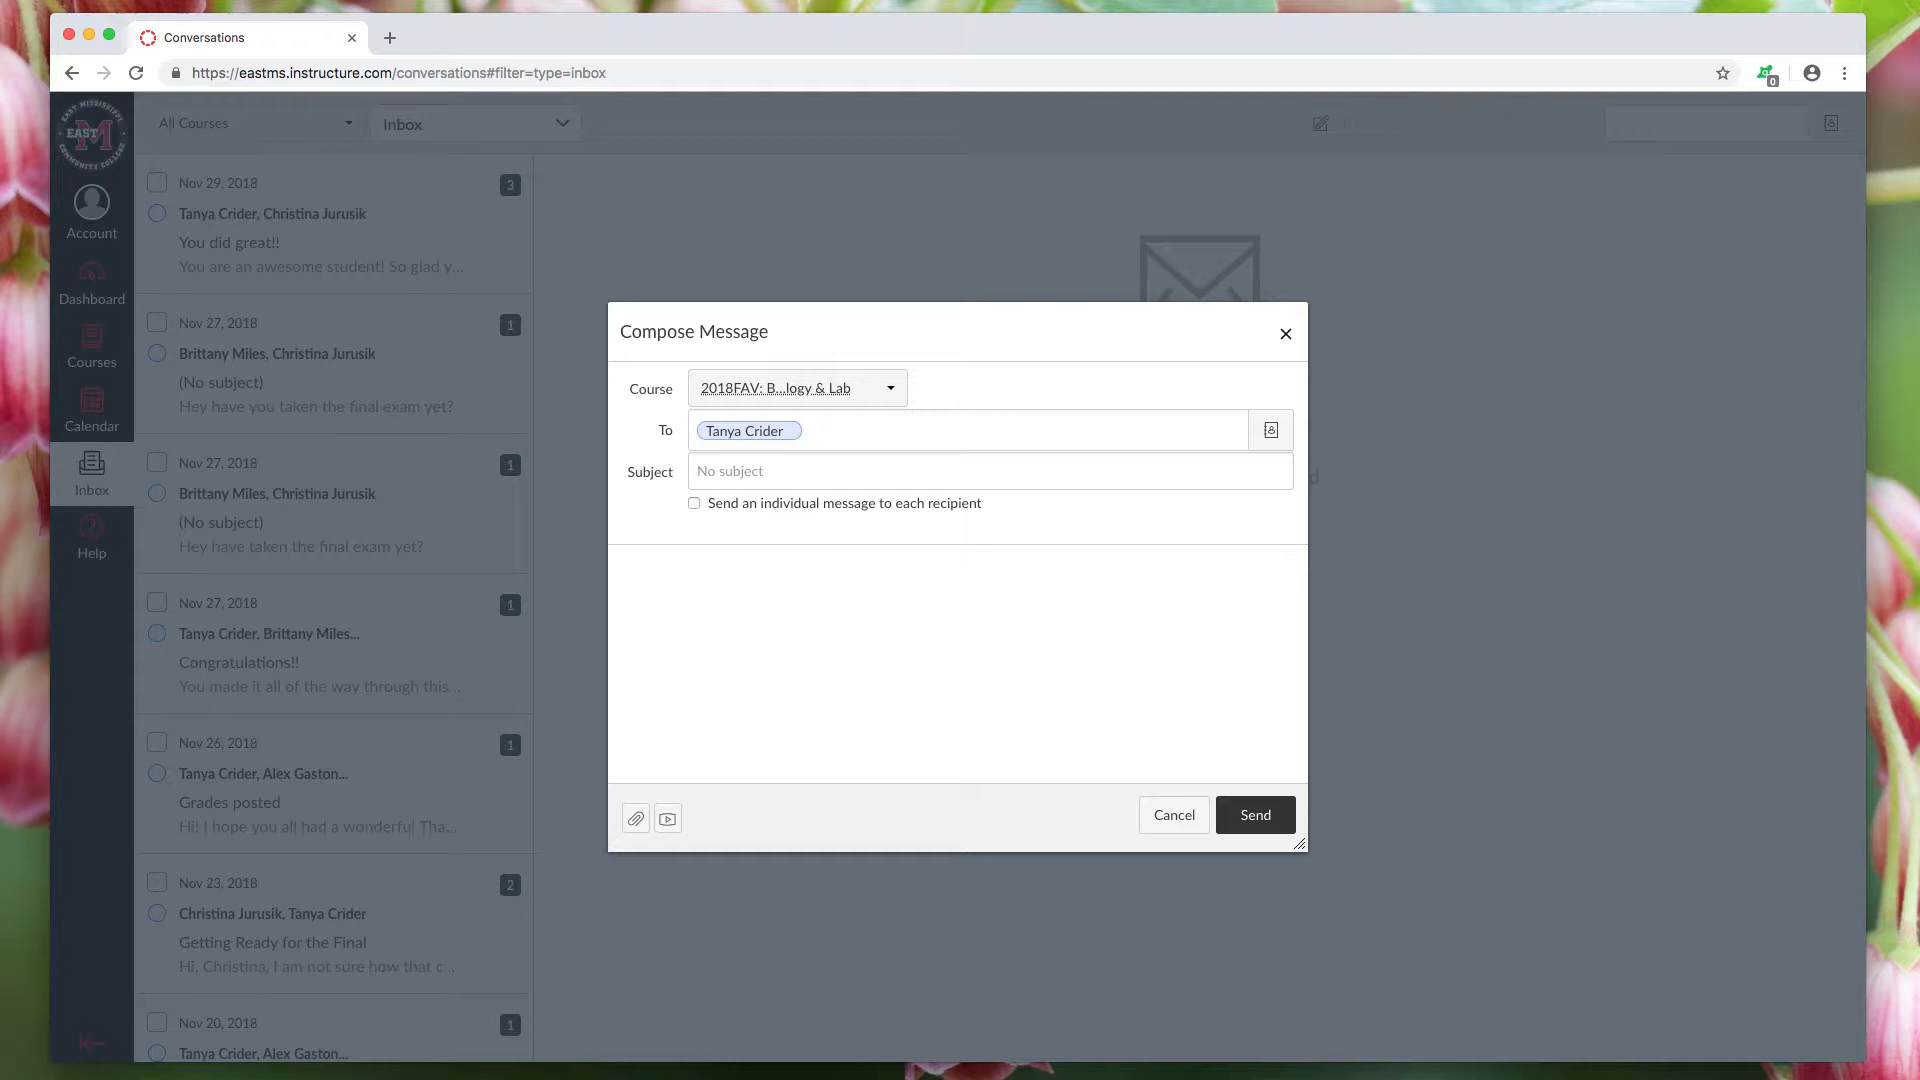 Conversations
https://eastms.instructure.com/conversations#filter=type=inbox
0
EAST MISSISSIPPI
EAST M
COMMUNITY COLLEGE
Account
Dashboard
Courses
Calendar
Inbox
Help
All Courses
Inbox
Nov 29, 2018
3
Tanya Crider, Christina Jurusik
You did great!!
You are an awesome student! So glad y...
Nov 27, 2018
1
Brittany Miles, Christina Jurusik
(No subject)
Hey have you taken the final exam yet?
Nov 27, 2018
1
Brittany Miles, Christina Jurusik
(No subject)
Hey have taken the final exam yet?
Nov 27, 2018
1
Tanya Crider, Brittany Miles...
Congratulations!!
You made it all of the way through this...
Nov 26, 2018
1
Tanya Crider, Alex Gaston...
Grades posted
Hi! I hope you all had a wonderful Tha...
Nov 23, 2018
2
Christina Jurusik, Tanya Crider
Getting Ready for the Final
Hi, Christina, I am not sure how that c...
Nov 20, 2018
1
Tanya Crider, Alex Gaston...
Compose Message
Course
2018FAV: B...logy & Lab
To
Tanya Crider
Subject
No subject
Send an individual message to each recipient
Cancel
Send